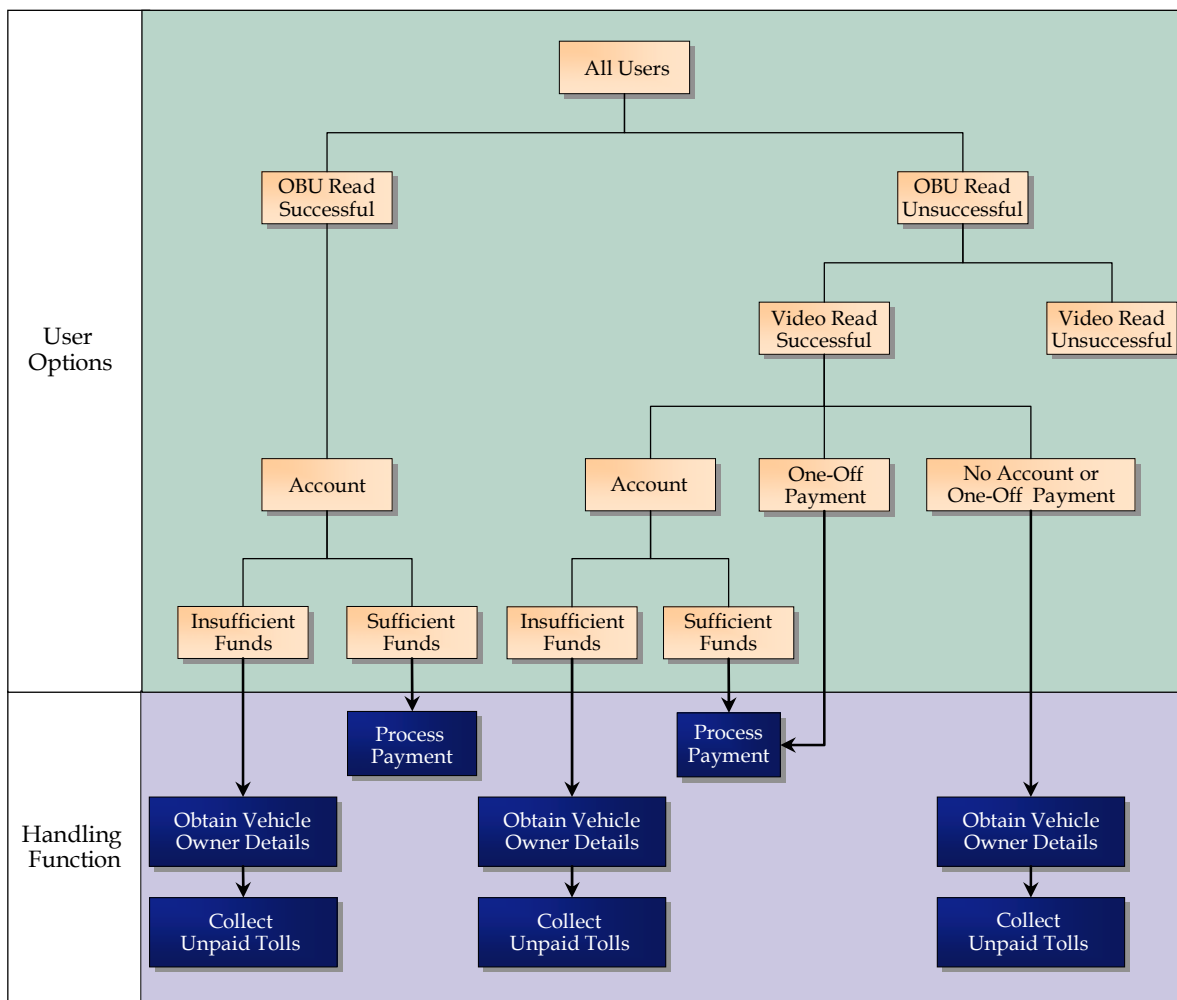 All Users
OBU Read
Successful
OBU Read
Unsuccessful
Video Read
Successful
Video Read
Unsuccessful
User
Options
Account
Account
One-Off
Payment
No Account or
One-Off Payment
Insufficient
Funds
Sufficient
Funds
Insufficient
Funds
Sufficient
Funds
Process
Payment
Process
Payment
Handling
Function
Obtain Vehicle
Owner Details
Obtain Vehicle
Owner Details
Obtain Vehicle
Owner Details
Collect
Unpaid Tolls
Collect
Unpaid Tolls
Collect
Unpaid Tolls